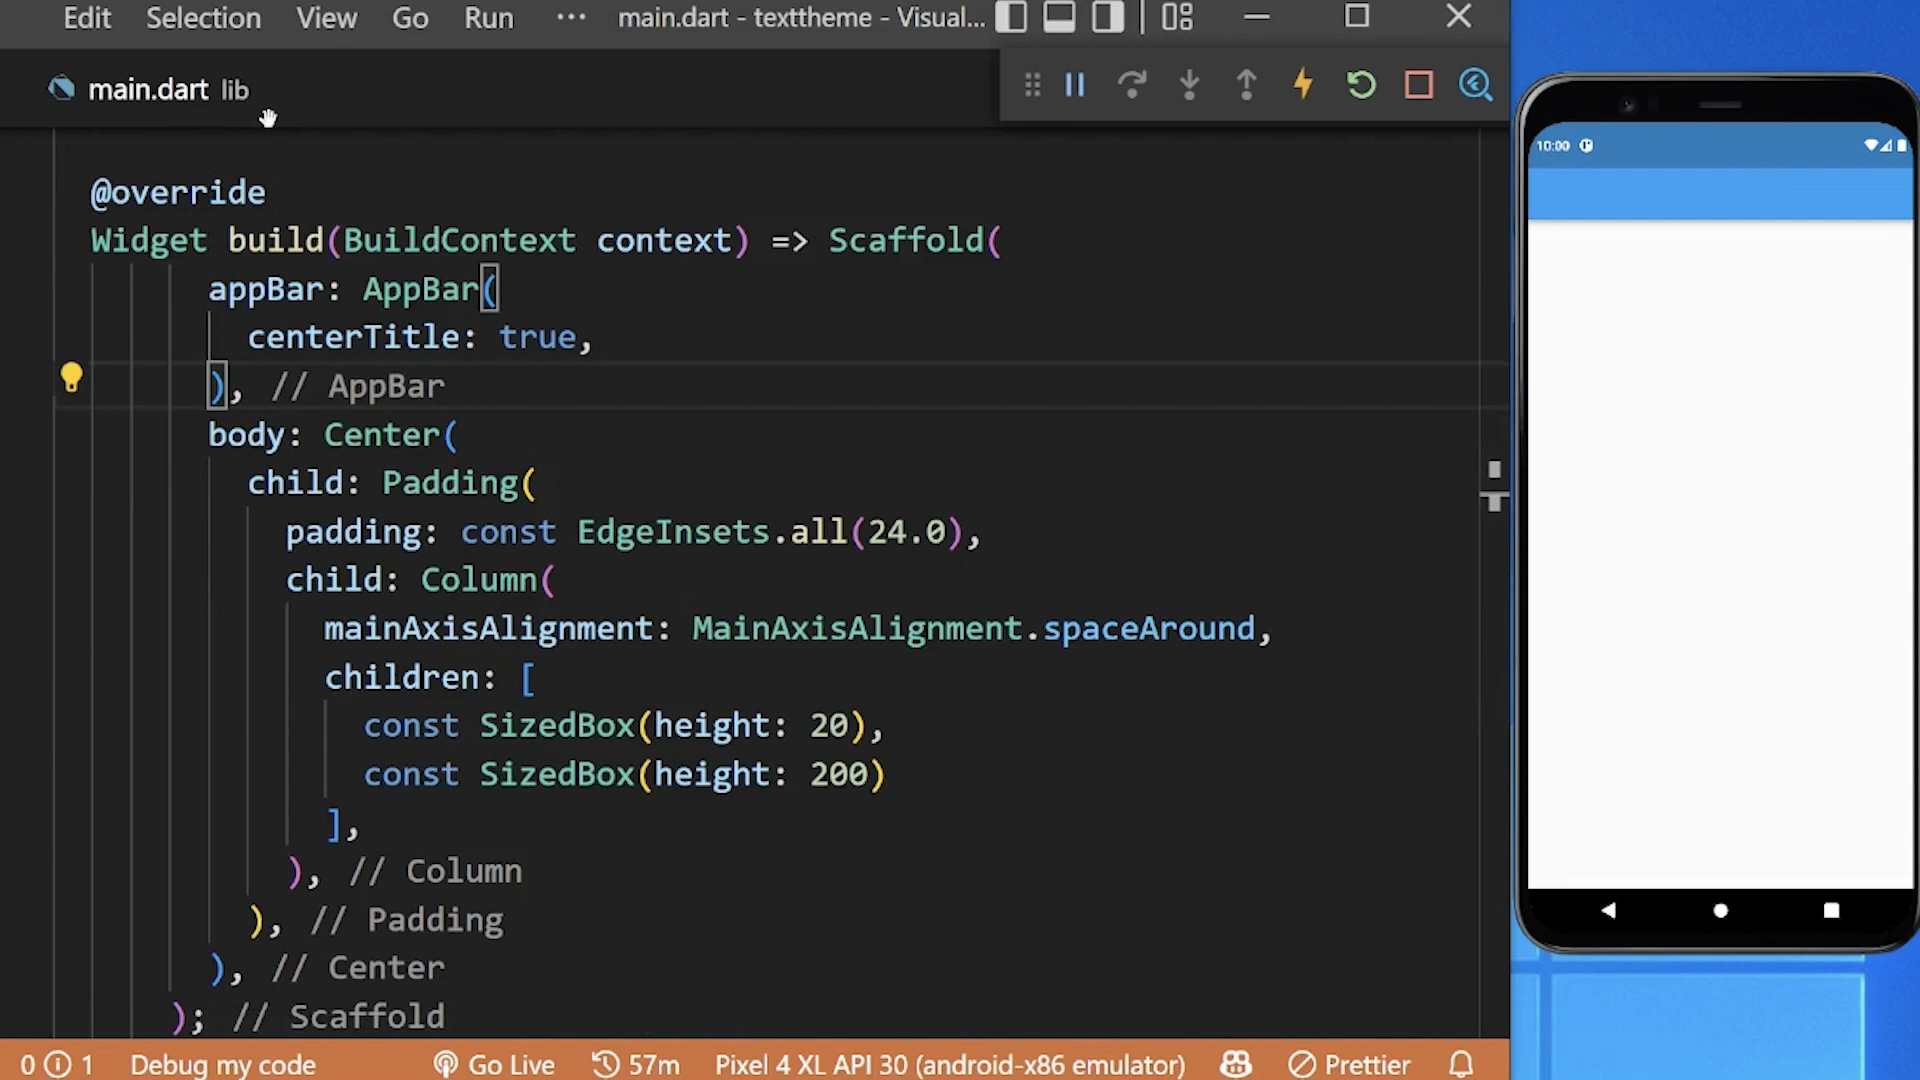 Edit Selection View Go Run ··· main.dart - texttheme - Visual...
main.dart lib
10:00
@override
Widget build(BuildContext context) => Scaffold(
appBar: AppBar(
centerTitle: true,
), // AppBar
body: Center(
child: Padding(
padding: const EdgeInsets.all(24.0),
child: Column(
mainAxisAlignment: MainAxisAlignment.spaceAround,
children: [
const SizedBox(height: 20),
const SizedBox(height: 200)
],
), // Column
), // Padding
), // Center
); // Scaffold
0 1 Debug my code Go Live 57m Pixel 4 XL API 30 (android-x86 emulator) Prettier